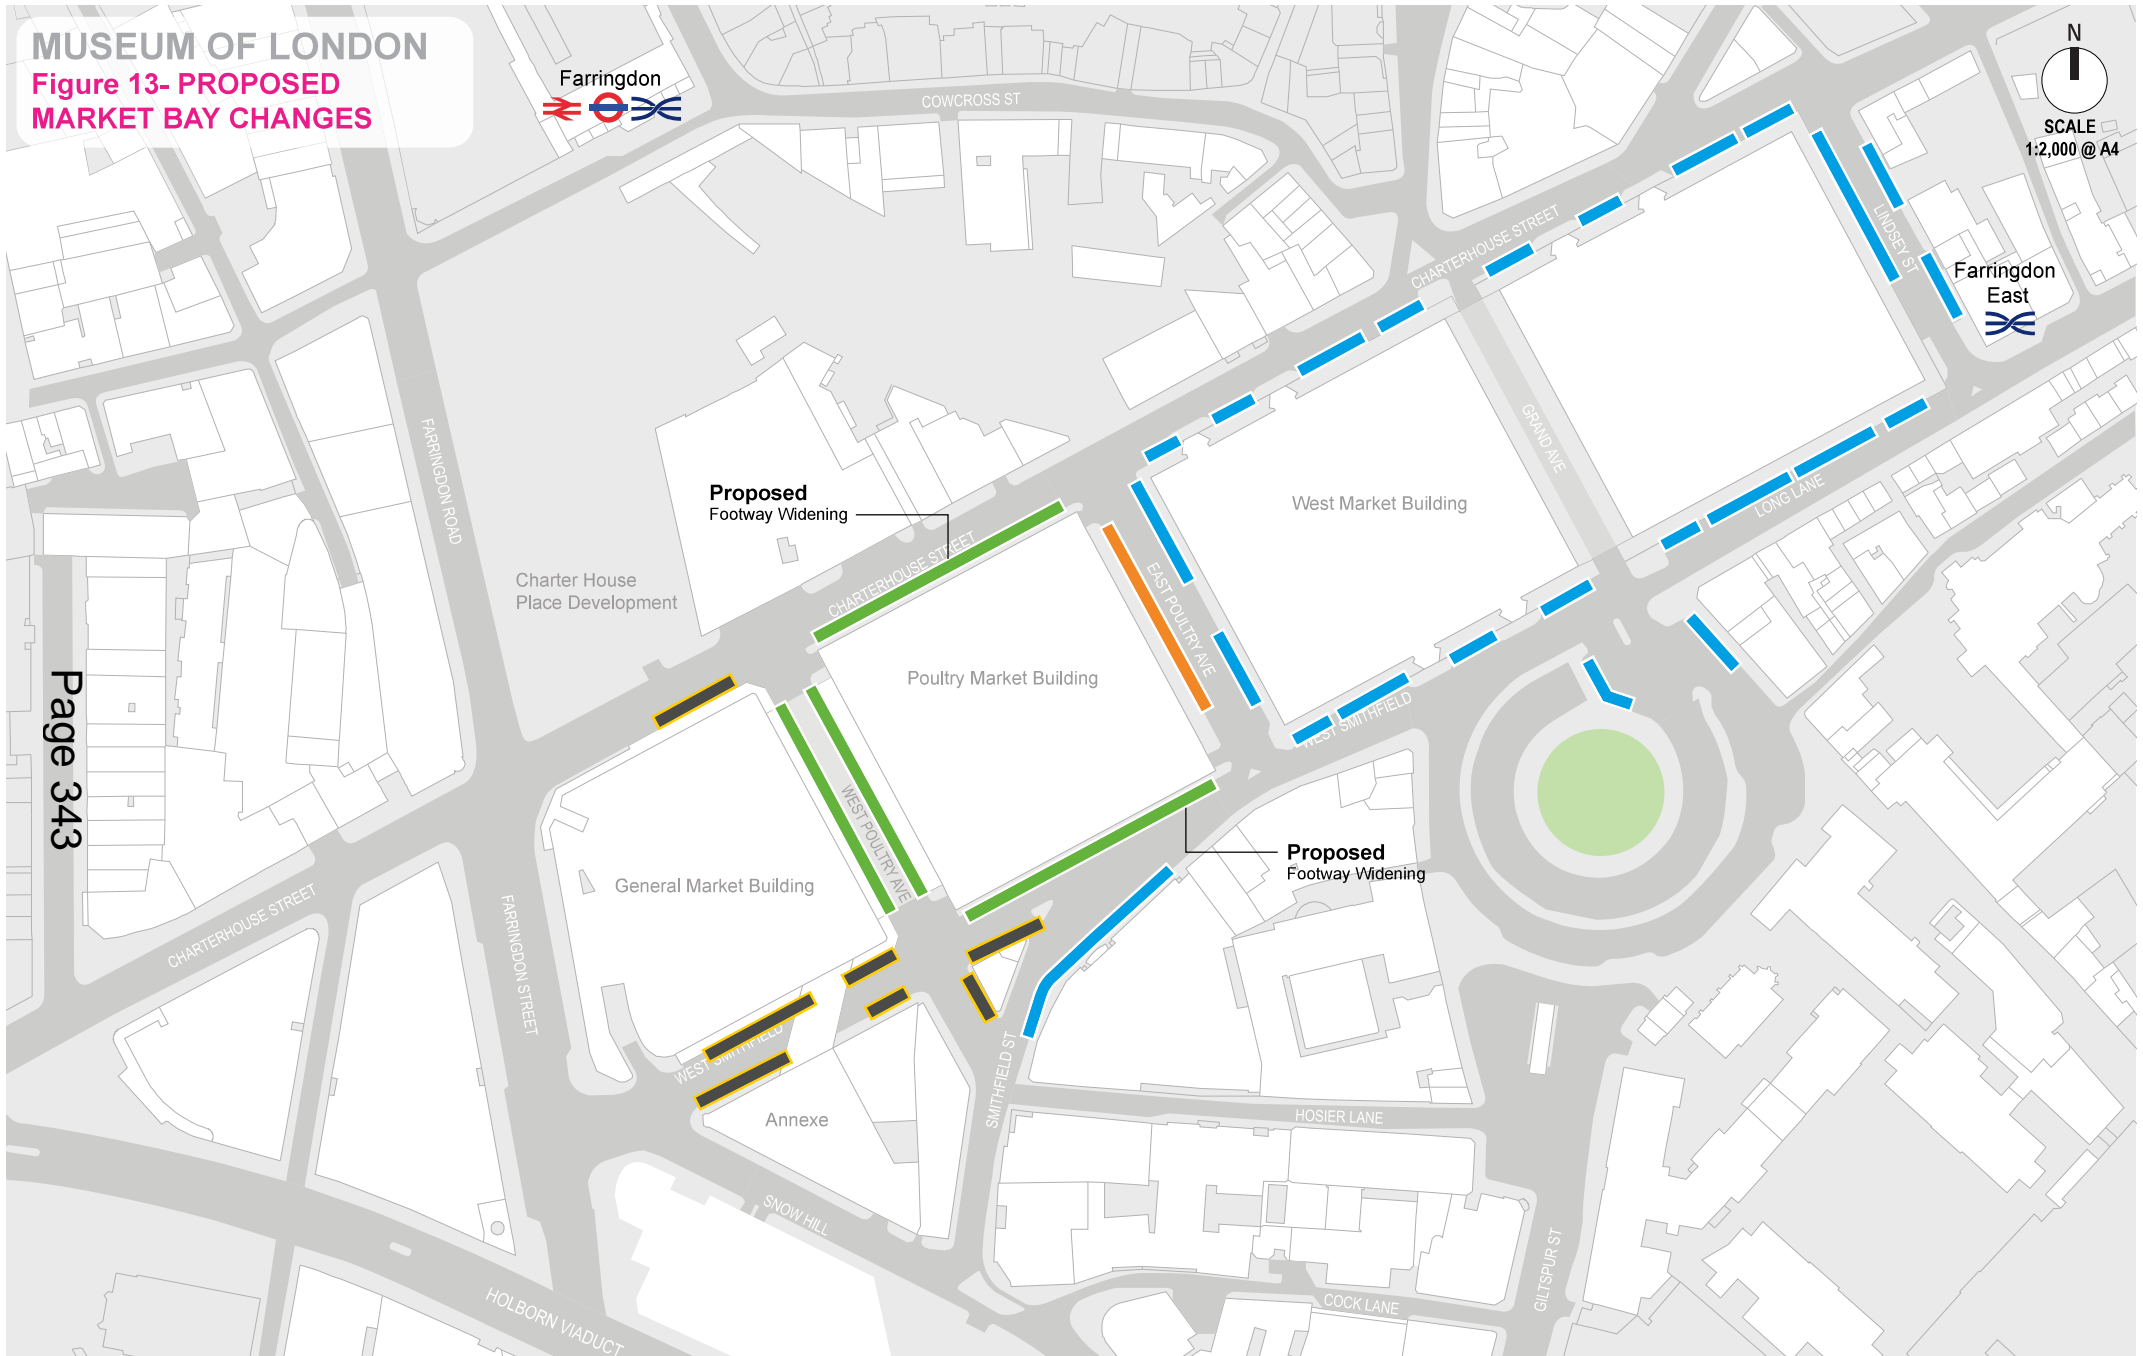 MUSEUM OF LONDON
Figure 13- PROPOSED
MARKET BAY CHANGES
Farringdon
COWCROSS ST
N
SCALE
1:2,000 @ A4
CHARTERHOUSE STREET
LINDSEY ST
Farringdon
East
FARRINGDON ROAD
GRAND AVE
Proposed
Footway Widening
West Market Building
LONG LANE
CHARTERHOUSE STREET
EAST POULTRY AVE
Charter House
Place Development
Poultry Market Building
WEST SMITHFIELD
Page 343
WEST POULTRY AVE
Proposed
Footway Widening
General Market Building
CHARTERHOUSE STREET
FARRINGDON STREET
WEST SMITHFIELD
SMITHFIELD ST
Annexe
HOSIER LANE
SNOW HILL
GILTSPUR ST
COCK LANE
HOLBORN VIADUCT